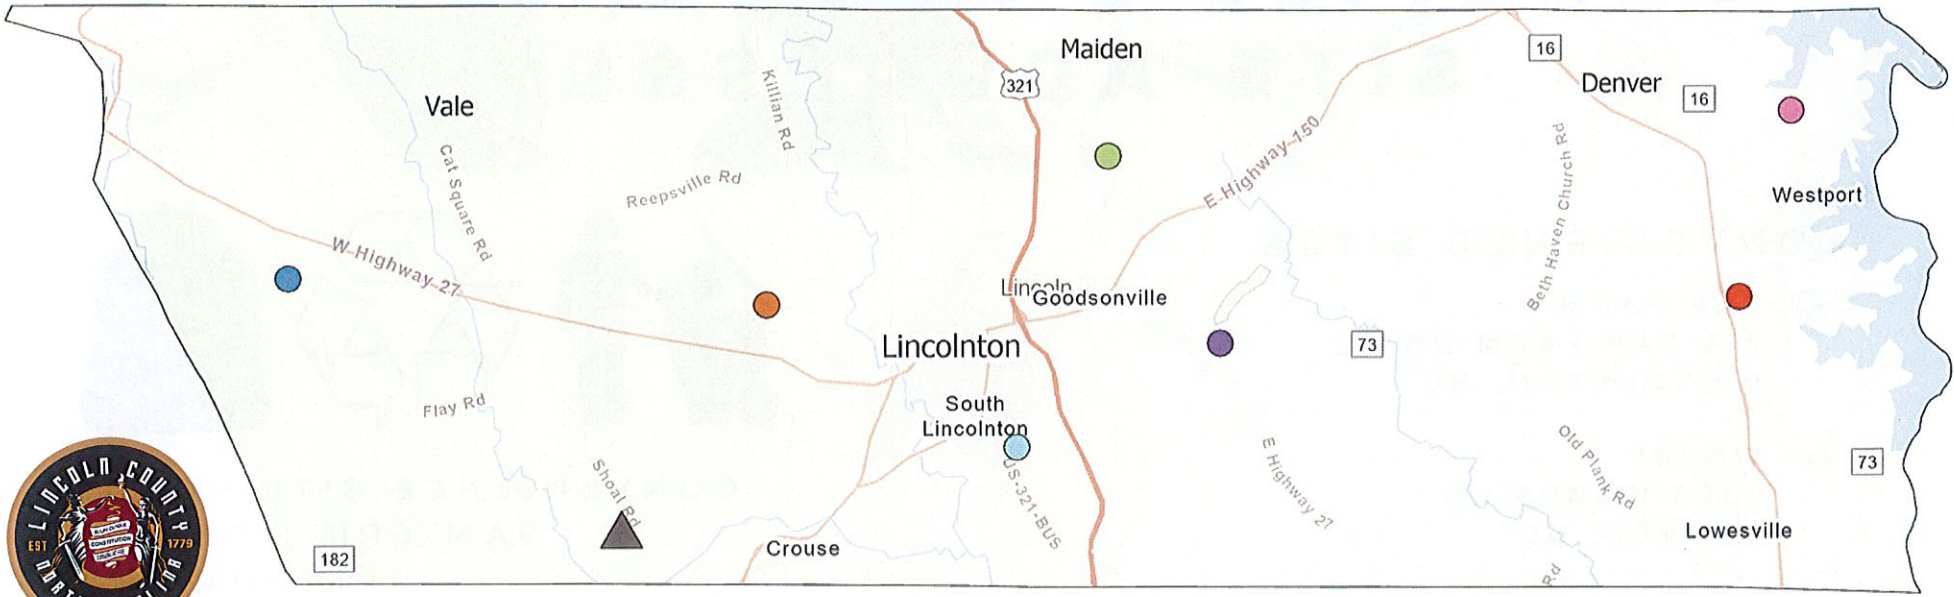 Maiden
16
Denver
321
16
Vale
Killian Rd
Cat Square Rd
Reepsville Rd
E Highway 150
Beth Haven Church Rd
Westport
W Highway 27
Lincoln
Goodsonville
Lincolnton
73
South
Lincolnton
Flay Rd
Shoal Rd
US-321-BUS
E Highway 27
Old Plank Rd
73
Lowesville
Crouse
182
Rd
LINCOLN COUNTY
EST
1779
CONSTITUTION